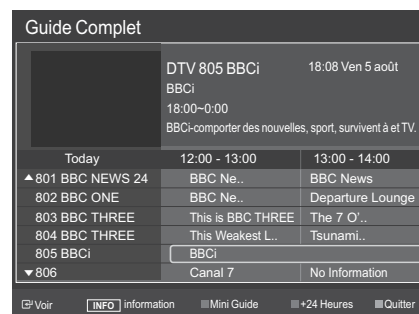 Guide Complet
DTV 805 BBCi 18:08 Ven 5 août
BBCi
18:00~0:00
BBCi-comporter des nouvelles, sport, survivent à et TV.
Today 12:00 - 13:00 13:00 - 14:00
▲801 BBC NEWS 24 BBC Ne.. BBC News
802 BBC ONE BBC Ne.. Departure Lounge
803 BBC THREE This is BBC THREE The 7 O'..
804 BBC THREE This Weakest L.. Tsunami..
805 BBCi BBCi
▼806 Canal 7 No Information
Voir INFO information Mini Guide +24 Heures Quitter